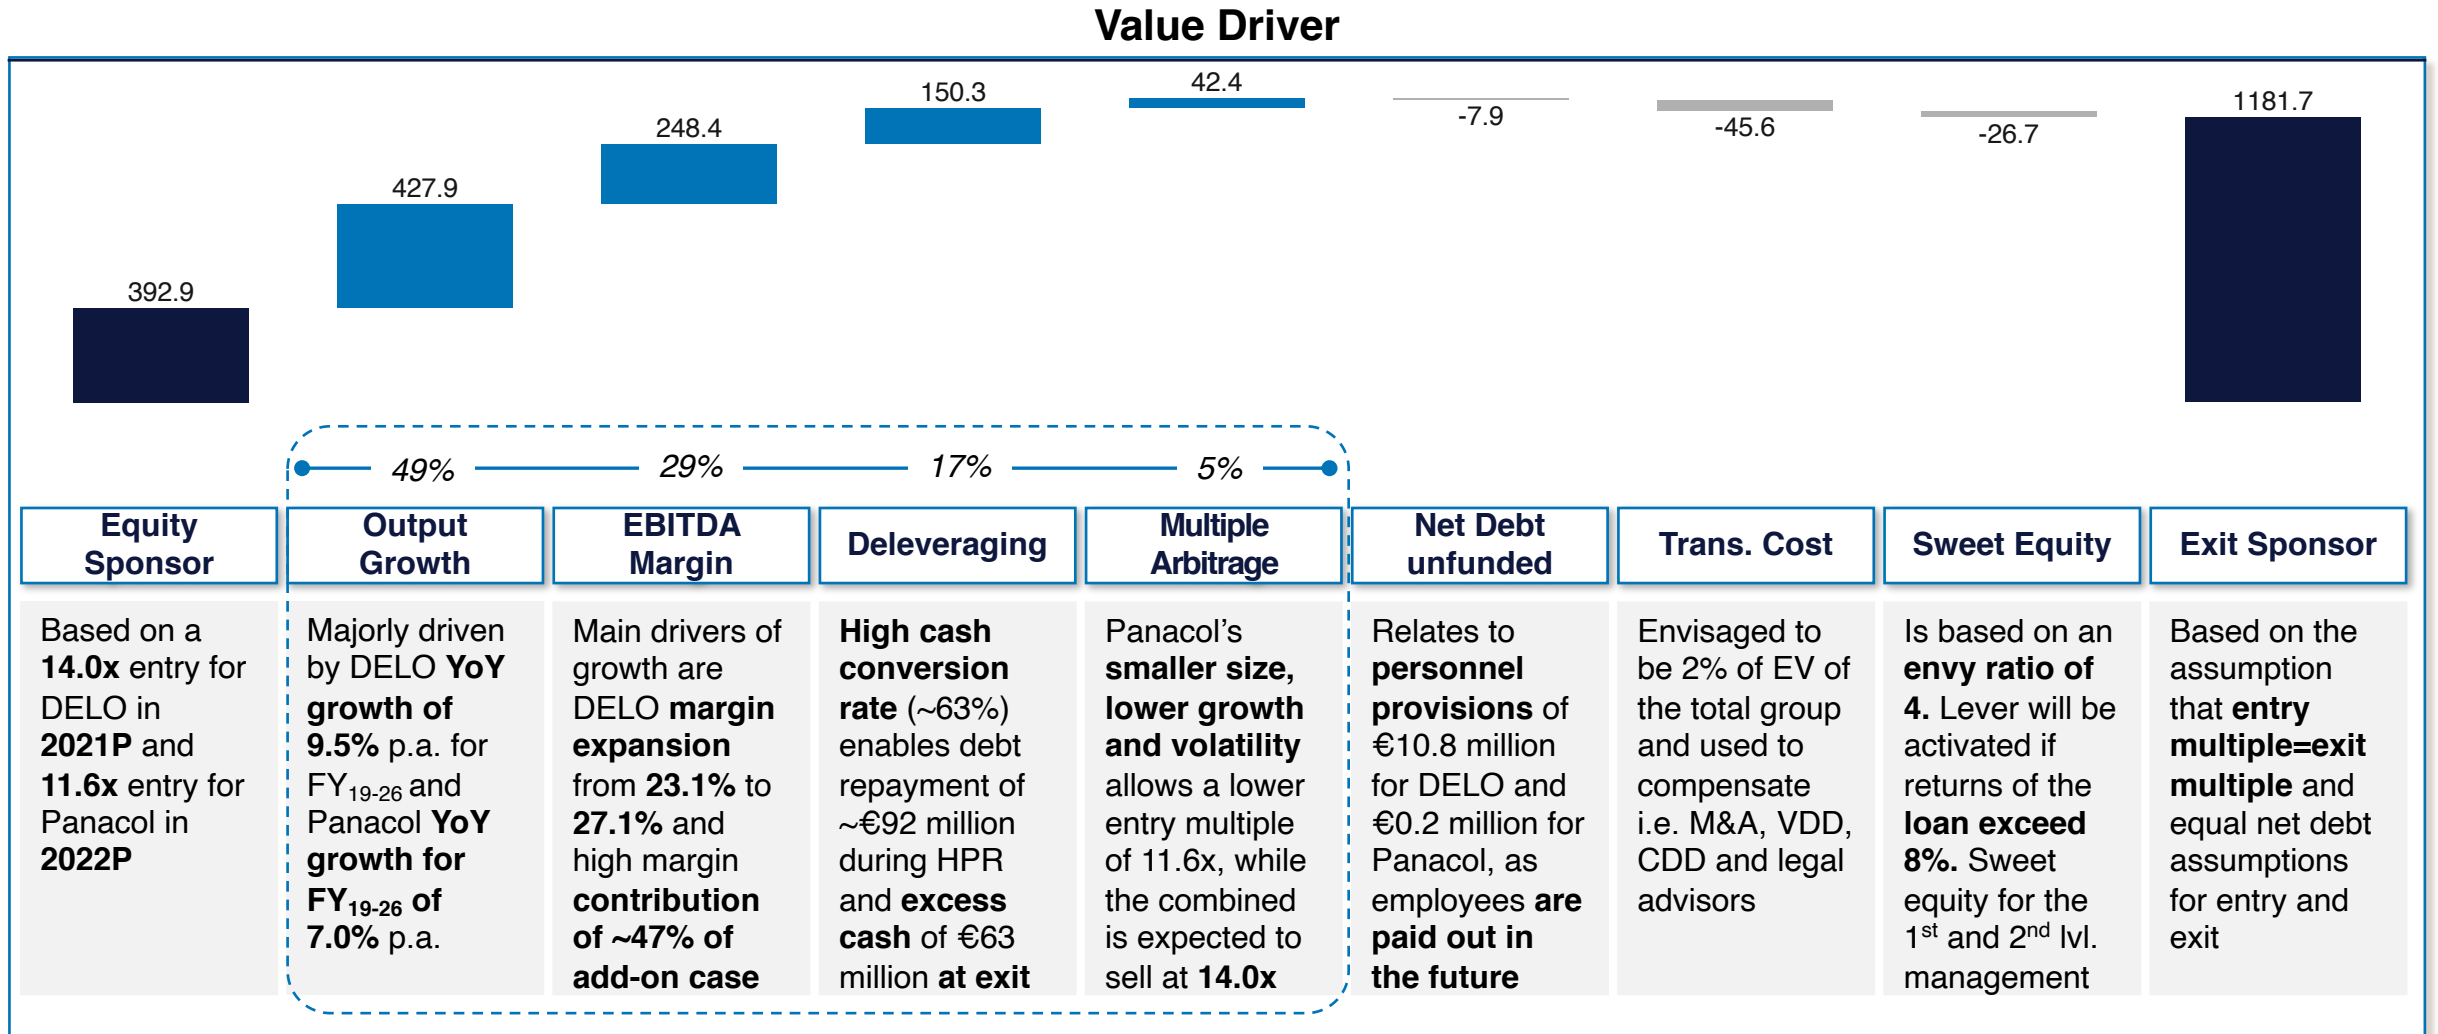 Value Driver
392.9
427.9
248.4
150.3
42.4
-7.9
-45.6
-26.7
1181.7
49%
29%
17%
5%
Equity
Sponsor
Output
Growth
EBITDA
Margin
Deleveraging
Multiple
Arbitrage
Net Debt
unfunded
Trans. Cost
Sweet Equity
Exit Sponsor
Based on a
14.0x entry for
DELO in
2021P and
11.6x entry for
Panacol in
2022P
Majorly driven
by DELO YoY
growth of
9.5% p.a. for
FY19-26 and
Panacol YoY
growth for
FY19-26 of
7.0% p.a.
Main drivers of
growth are
DELO margin
expansion
from 23.1% to
27.1% and
high margin
contribution
of ~47% of
add-on case
High cash
conversion
rate (~63%)
enables debt
repayment of
~€92 million
during HPR
and excess
cash of €63
million at exit
Panacol’s
smaller size,
lower growth
and volatility
allows a lower
entry multiple
of 11.6x, while
the combined
is expected to
sell at 14.0x
Relates to
personnel
provisions of
€10.8 million
for DELO and
€0.2 million for
Panacol, as
employees are
paid out in
the future
Envisaged to
be 2% of EV of
the total group
and used to
compensate
i.e. M&A, VDD,
CDD and legal
advisors
Is based on an
envy ratio of
4. Lever will be
activated if
returns of the
loan exceed
8%. Sweet
equity for the
1st and 2nd lvl.
management
Based on the
assumption
that entry
multiple=exit
multiple and
equal net debt
assumptions
for entry and
exit